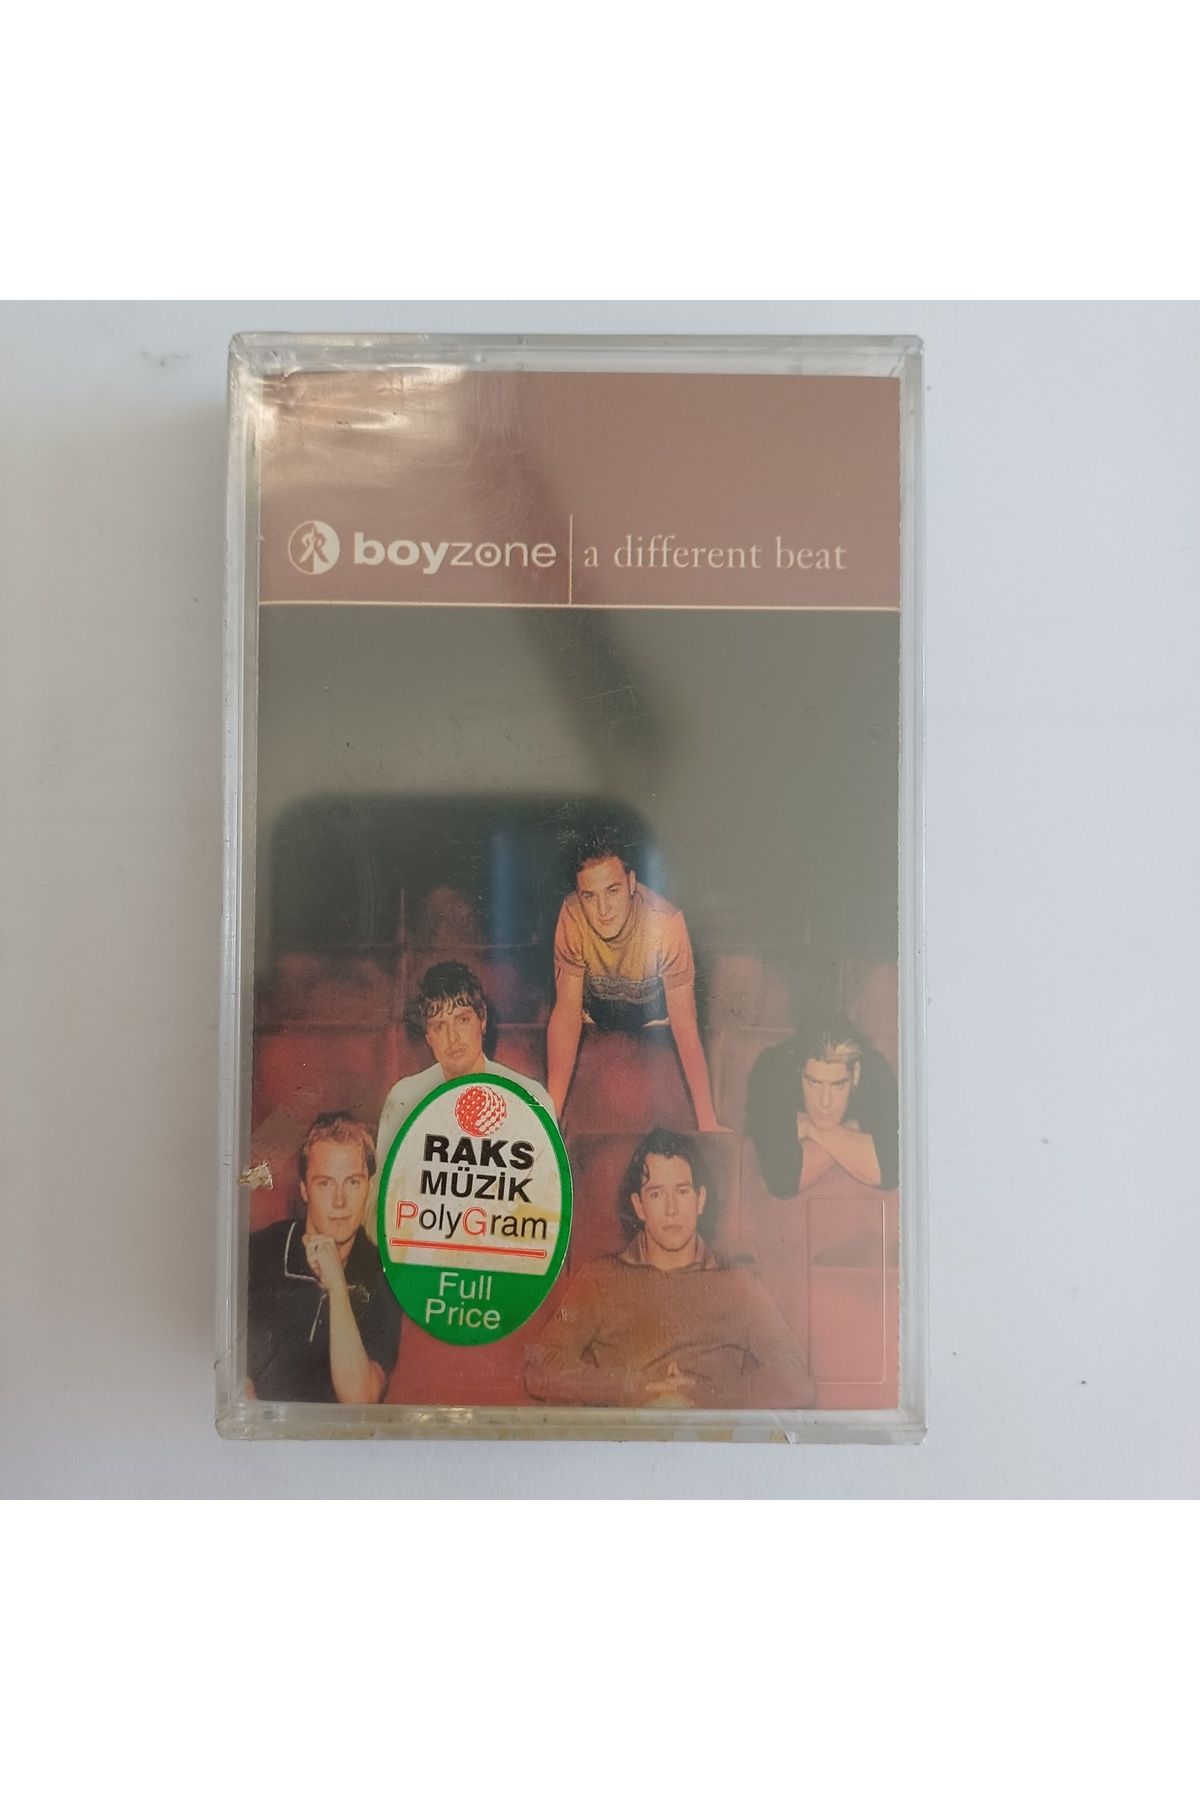 boyzone a different beat
RAKS
MÜZİK
PolyGram
Full
Price